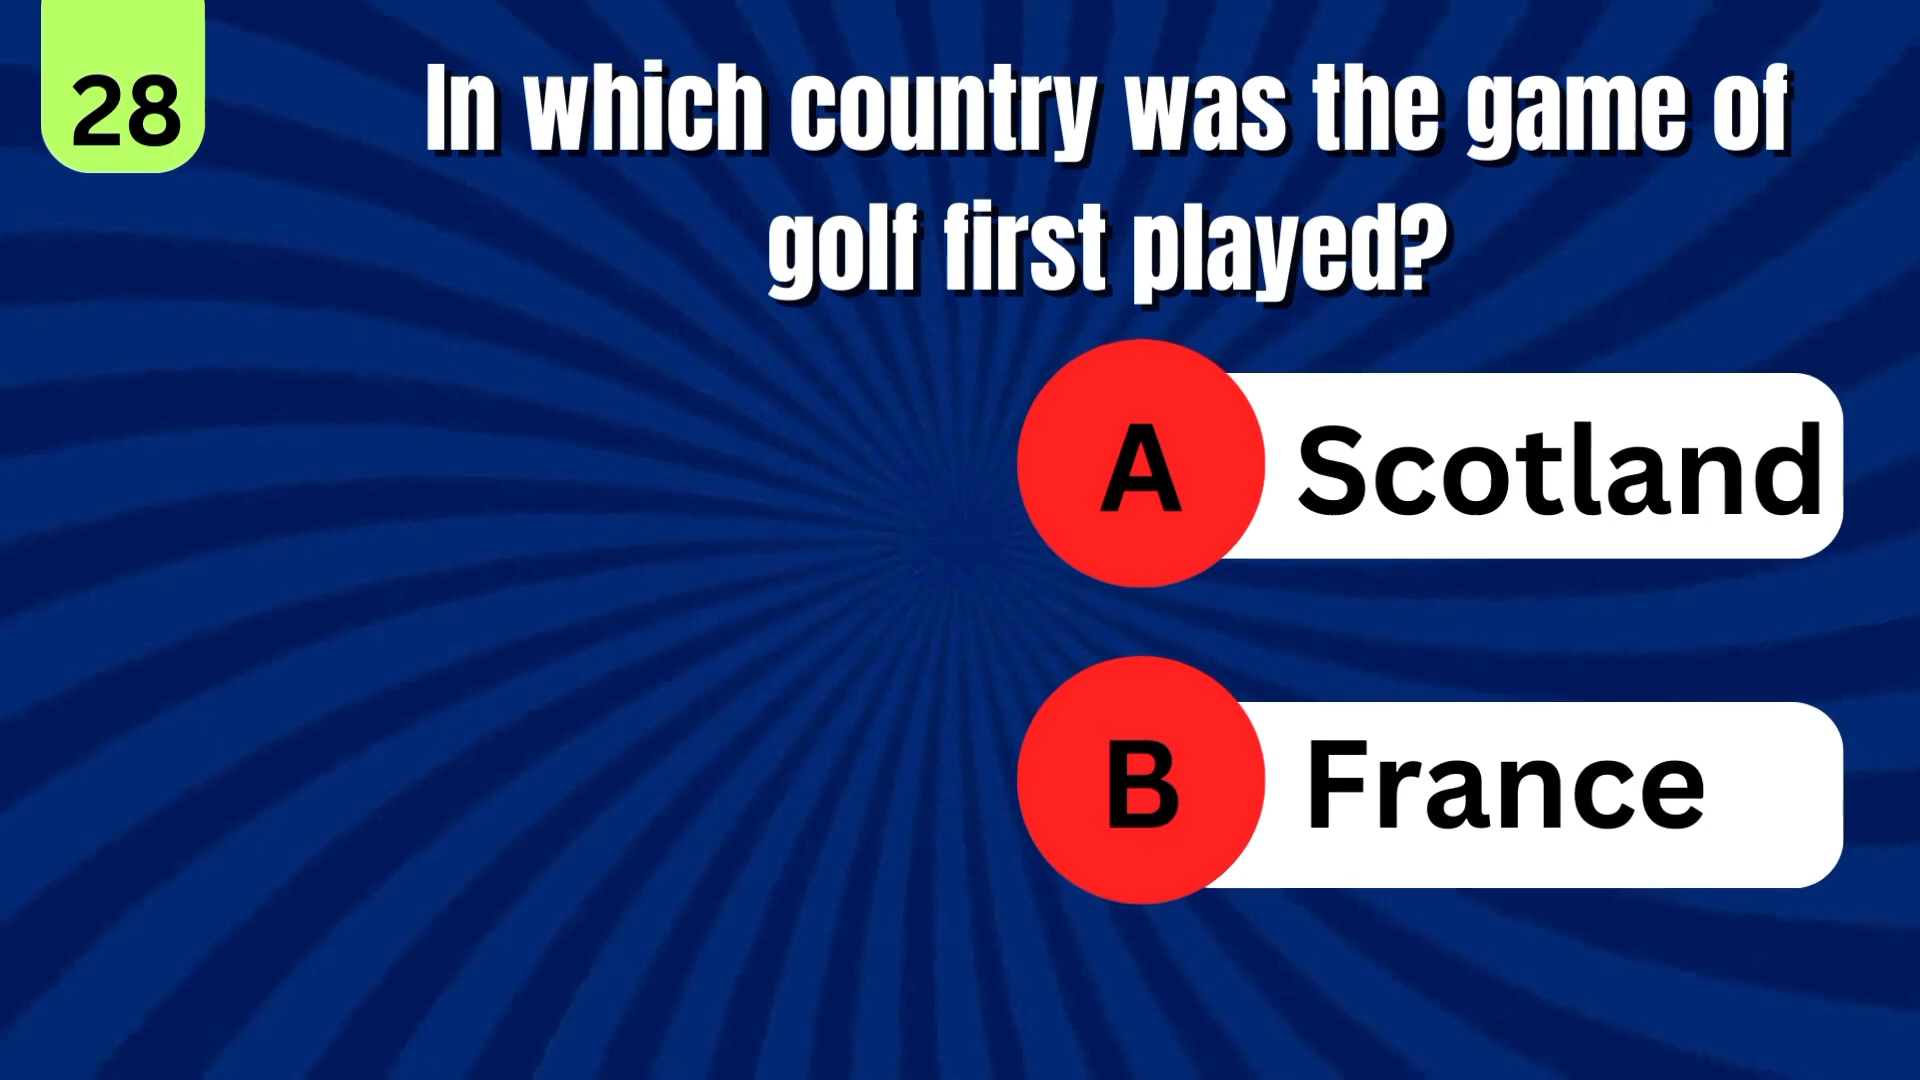 28
In which country was the game of
golf first played?
A Scotland
B France